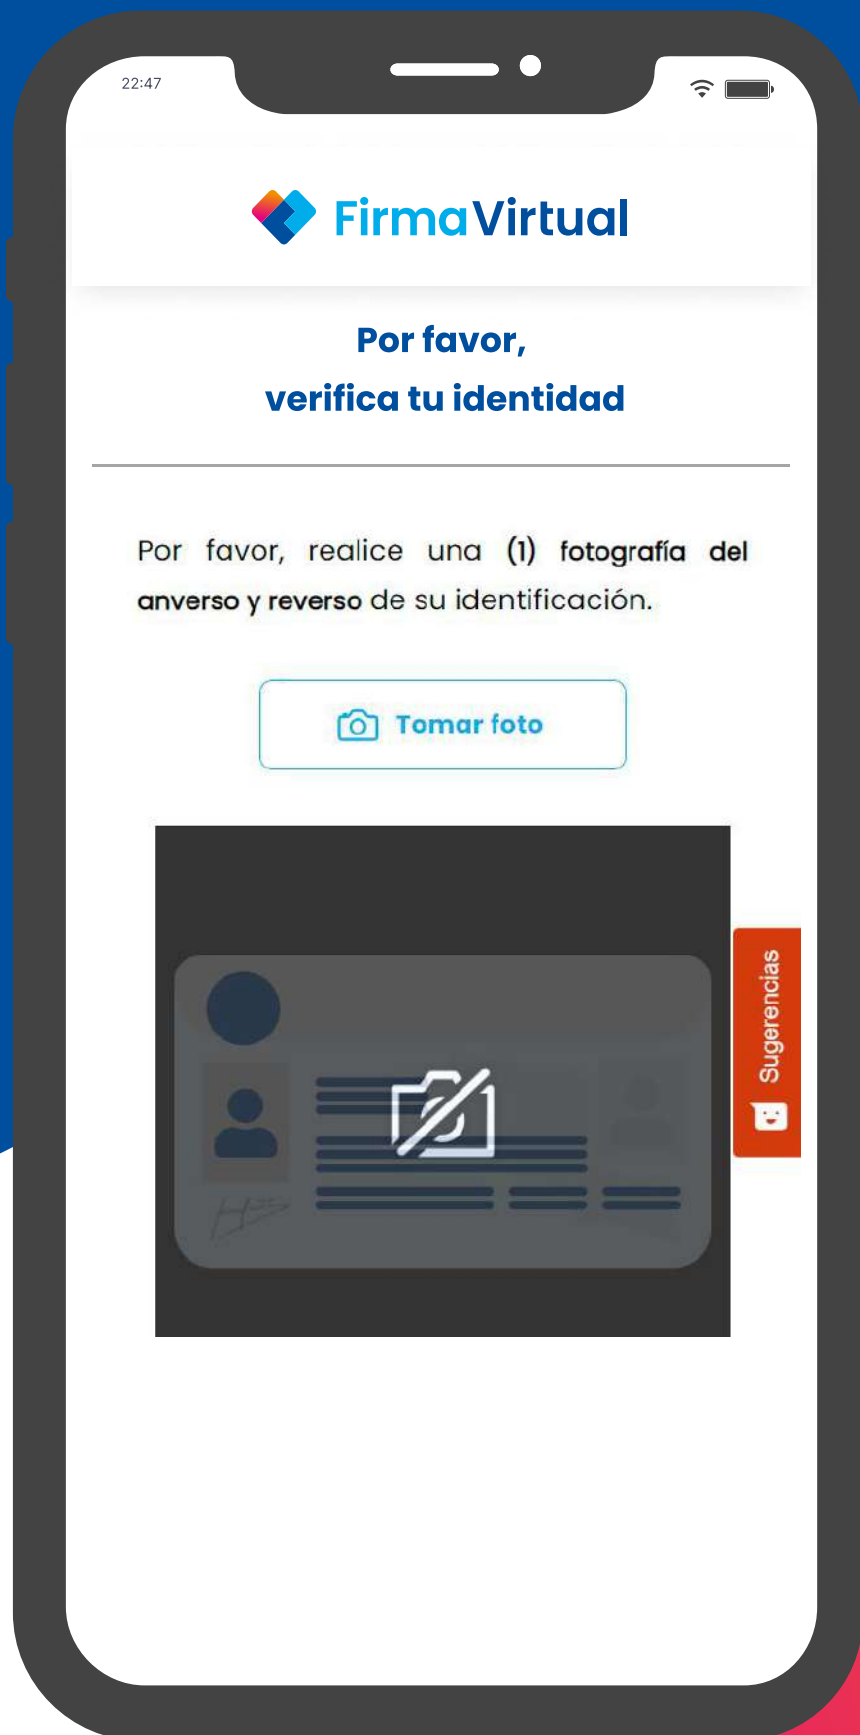 22:47
FirmaVirtual
Por favor,
verifica tu identidad
Por favor, realice una (1) fotografía del
anverso y reverso de su identificación.
Tomar foto
Sugerencias